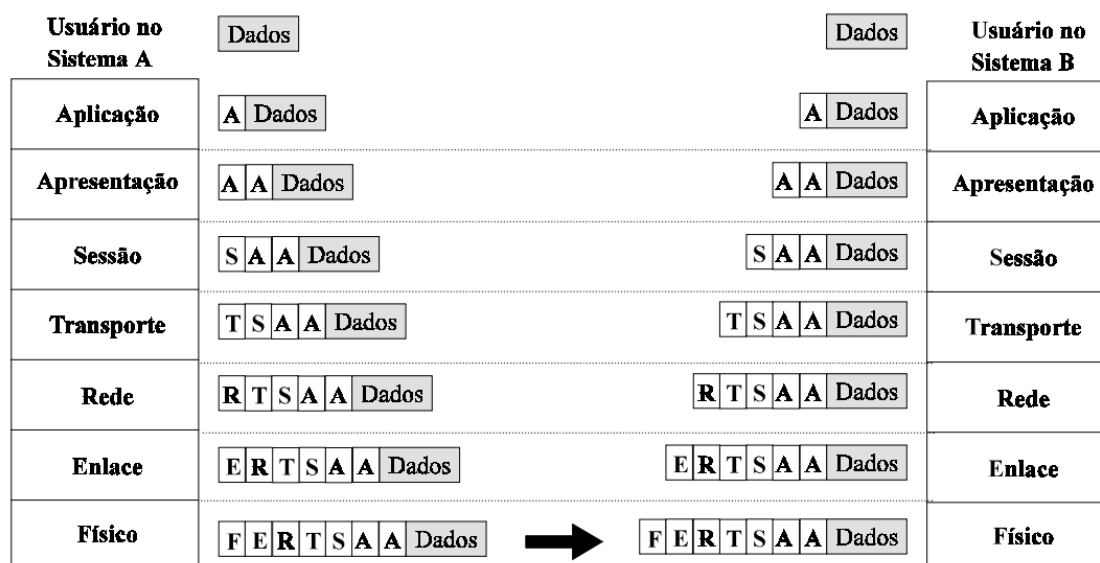 Usuário no
Sistema A
Dados
Dados
Usuário no
Sistema B
Aplicação
A Dados
A Dados
Aplicação
Apresentação
A A Dados
A A Dados
Apresentação
Sessão
S A A Dados
S A A Dados
Sessão
Transporte
T S A A Dados
T S A A Dados
Transporte
Rede
R T S A A Dados
R T S A A Dados
Rede
Enlace
E R T S A A Dados
E R T S A A Dados
Enlace
Físico
F E R T S A A Dados
F E R T S A A Dados
Físico